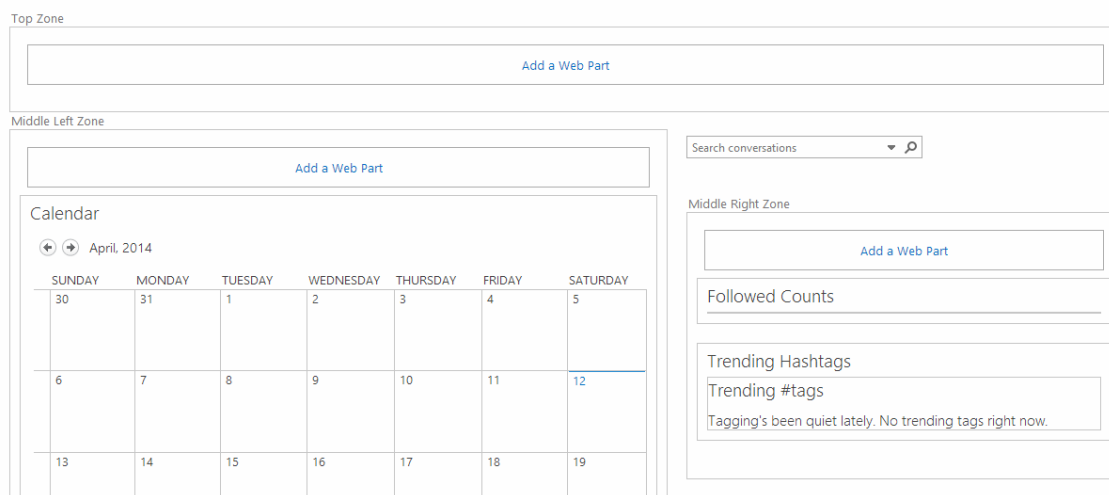 Top Zone
Add a Web Part
Middle Left Zone
Add a Web Part
Calendar
April, 2014
SUNDAY MONDAY TUESDAY WEDNESDAY THURSDAY FRIDAY SATURDAY
30 31 1 2 3 4 5
6 7 8 9 10 11 12
13 14 15 16 17 18 19
Search conversations
Middle Right Zone
Add a Web Part
Followed Counts
Trending Hashtags
Trending #tags
Tagging's been quiet lately. No trending tags right now.